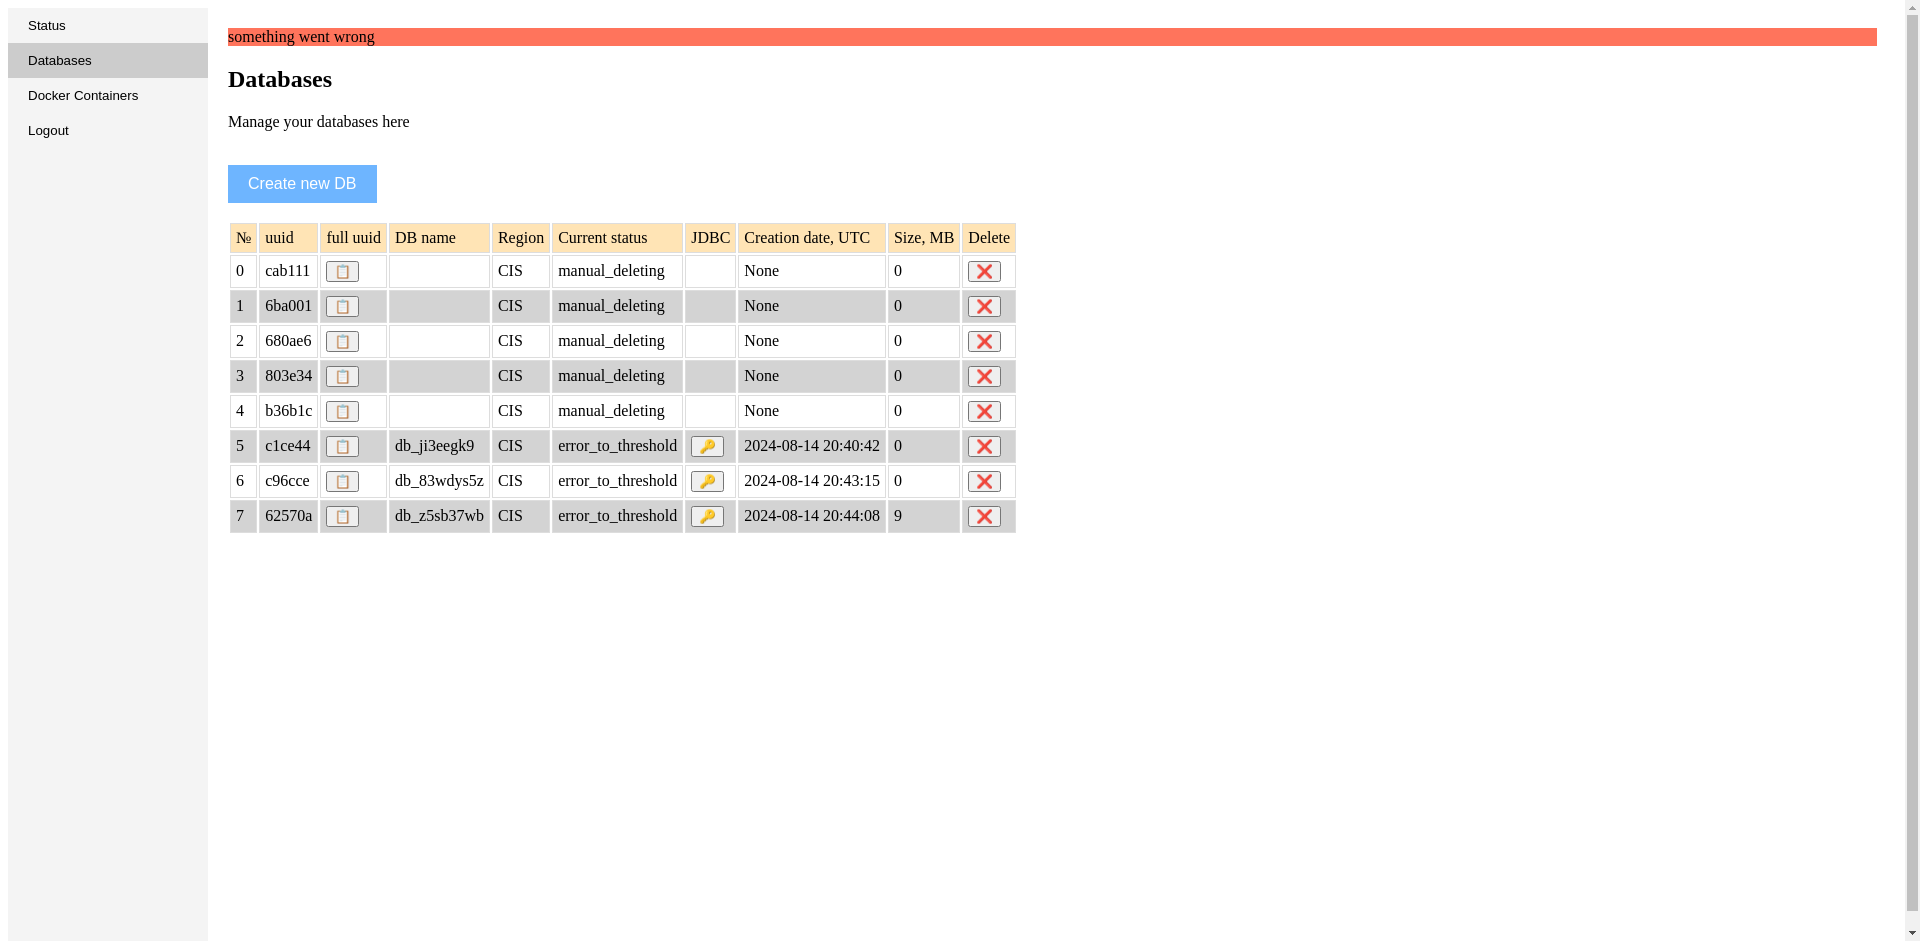 Status
Databases
Docker Containers
Logout
something went wrong
Databases
Manage your databases here
Create new DB
№ uuid full uuid DB name Region Current status JDBC Creation date, UTC Size, MB Delete
0 cab111 CIS manual_deleting None 0
1 6ba001 CIS manual_deleting None 0
2 680ae6 CIS manual_deleting None 0
3 803e34 CIS manual_deleting None 0
4 b36b1c CIS manual_deleting None 0
5 c1ce44 db_ji3eegk9 CIS error_to_threshold 2024-08-14 20:40:42 0
6 c96cce db_83wdys5z CIS error_to_threshold 2024-08-14 20:43:15 0
7 62570a db_z5sb37wb CIS error_to_threshold 2024-08-14 20:44:08 9